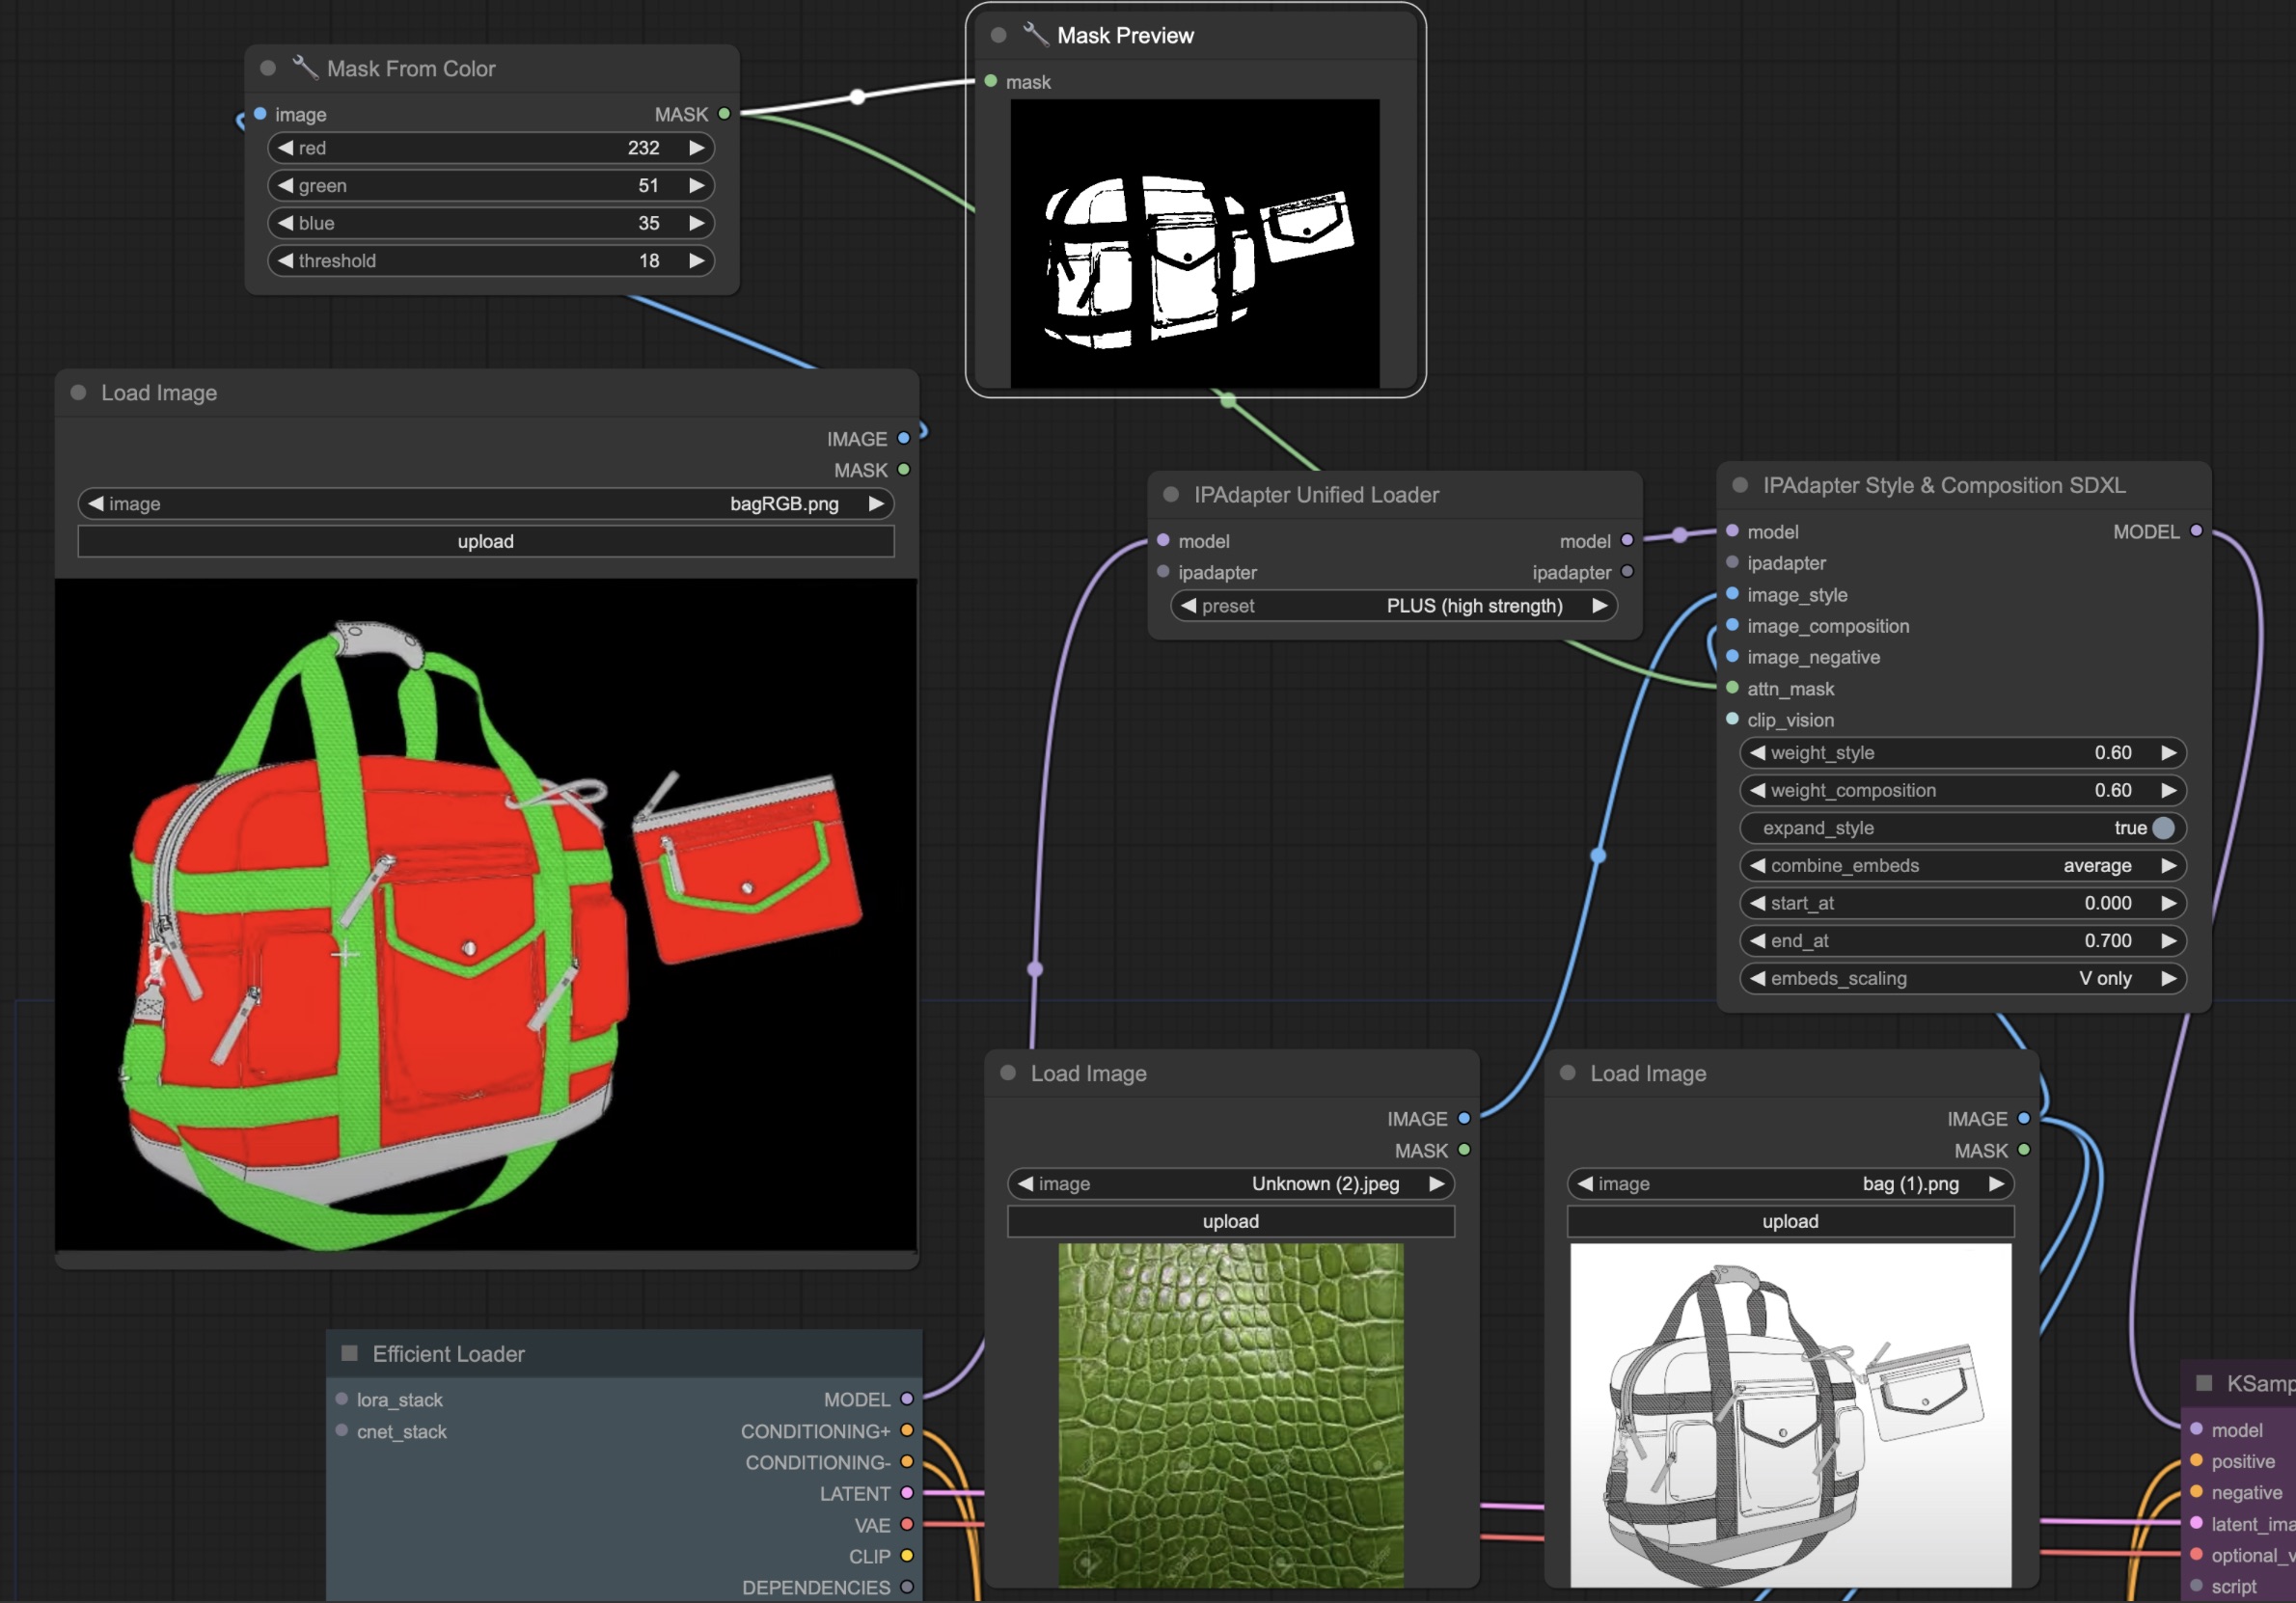 Mask From Color
image MASK
red 232
green 51
blue 35
threshold 18
Mask Preview
mask
Load Image
IMAGE
MASK
image bagRGB.png
upload
IPAdapter Unified Loader
model model
ipadapter ipadapter
preset PLUS (high strength)
IPAdapter Style & Composition SDXL
model MODEL
ipadapter
image_style
image_composition
image_negative
attn_mask
clip_vision
weight_style 0.60
weight_composition 0.60
expand_style true
combine_embeds average
start_at 0.000
end_at 0.700
embeds_scaling V only
Load Image
IMAGE
MASK
image Unknown (2).jpeg
upload
Load Image
IMAGE
MASK
image bag (1).png
upload
Efficient Loader
lora_stack MODEL
cnet_stack CONDITIONING+
CONDITIONING-
LATENT
VAE
CLIP
DEPENDENCIES
KSamp
model
positive
negative
latent_ima
optional_v
script